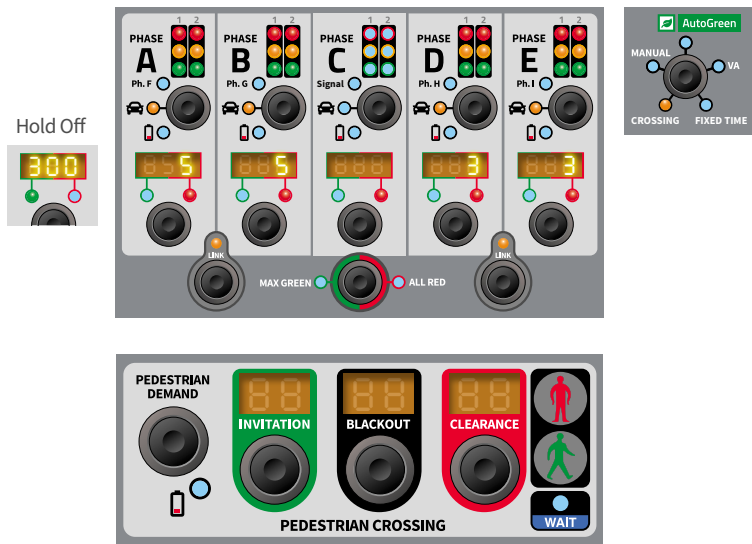 1 2
1 2
1 2
1 2
1 2
PHASE
A
PHASE
B
PHASE
C
PHASE
D
PHASE
E
Ph. F
Ph. G
Signal
Ph. H
Ph. I
AutoGreen
MANUAL
VA
CROSSING
FIXED TIME
Hold Off
300
5
5
3
3
LINK
LINK
MAX GREEN
ALL RED
PEDESTRIAN
DEMAND
INVITATION
BLACKOUT
CLEARANCE
WAIT
PEDESTRIAN CROSSING